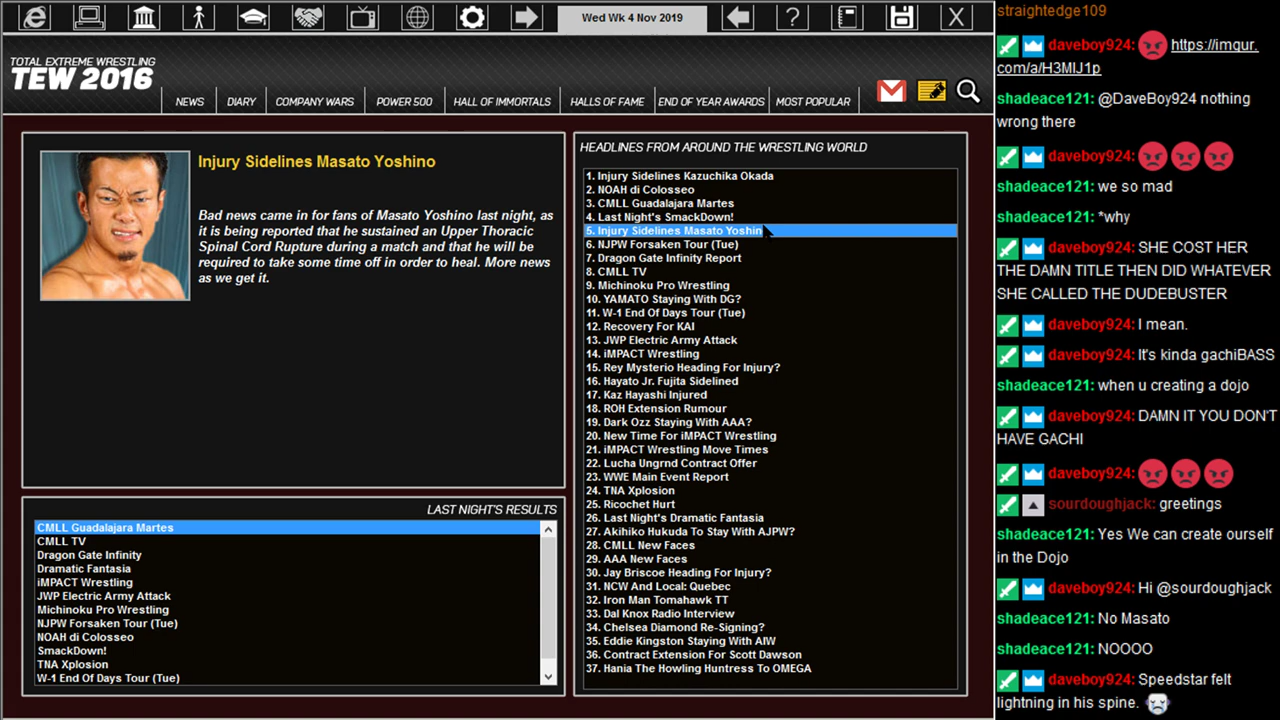 Wed Wk 4 Nov 2019
?
X
TOTAL EXTREME WRESTLING
TEW 2016
NEWS
DIARY
COMPANY WARS
POWER 500
HALL OF IMMORTALS
HALLS OF FAME
END OF YEAR AWARDS
MOST POPULAR
Injury Sidelines Masato Yoshino
Bad news came in for fans of Masato Yoshino last night, as
it is being reported that he sustained an Upper Thoracic
Spinal Cord Rupture during a match and that he will be
required to take some time off in order to heal. More news
as we get it.
LAST NIGHT'S RESULTS
CMLL Guadalajara Martes
CMLL TV
Dragon Gate Infinity
Dramatic Fantasia
iMPACT Wrestling
JWP Electric Army Attack
Michinoku Pro Wrestling
NJPW Forsaken Tour (Tue)
NOAH di Colosseo
SmackDown!
TNA Xplosion
W-1 End Of Days Tour (Tue)
HEADLINES FROM AROUND THE WRESTLING WORLD
1. Injury Sidelines Kazuchika Okada
2. NOAH di Colosseo
3. CMLL Guadalajara Martes
4. Last Night's SmackDown!
5. Injury Sidelines Masato Yoshin
6. NJPW Forsaken Tour (Tue)
7. Dragon Gate Infinity Report
8. CMLL TV
9. Michinoku Pro Wrestling
10. YAMATO Staying With DG?
11. W-1 End Of Days Tour (Tue)
12. Recovery For KAI
13. JWP Electric Army Attack
14. iMPACT Wrestling
15. Rey Mysterio Heading For Injury?
16. Hayato Jr. Fujita Sidelined
17. Kaz Hayashi Injured
18. ROH Extension Rumour
19. Dark Ozz Staying With AAA?
20. New Time For iMPACT Wrestling
21. iMPACT Wrestling Move Times
22. Lucha Ungrnd Contract Offer
23. WWE Main Event Report
24. TNA Xplosion
25. Ricochet Hurt
26. Last Night's Dramatic Fantasia
27. Akihiko Hukuda To Stay With AJPW?
28. CMLL New Faces
29. AAA New Faces
30. Jay Briscoe Heading For Injury?
31. NCW And Local: Quebec
32. Iron Man Tomahawk TT
33. Dal Knox Radio Interview
34. Chelsea Diamond Re-Signing?
35. Eddie Kingston Staying With AIW
36. Contract Extension For Scott Dawson
37. Hania The Howling Huntress To OMEGA
straightedge109
daveboy924: https://imgur.
com/a/H3MlJ1p
shadeace121: @DaveBoy924 nothing
wrong there
daveboy924:
shadeace121: we so mad
shadeace121: *why
daveboy924: SHE COST HER
THE DAMN TITLE THEN DID WHATEVER
SHE CALLED THE DUDEBUSTER
daveboy924: I mean.
daveboy924: It's kinda gachiBASS
shadeace121: when u creating a dojo
daveboy924: DAMN IT YOU DON'T
HAVE GACHI
daveboy924:
sourdoughjack: greetings
shadeace121: Yes We can create ourself
in the Dojo
daveboy924: Hi @sourdoughjack
shadeace121: No Masato
shadeace121: NOOOO
daveboy924: Speedstar felt
lightning in his spine.